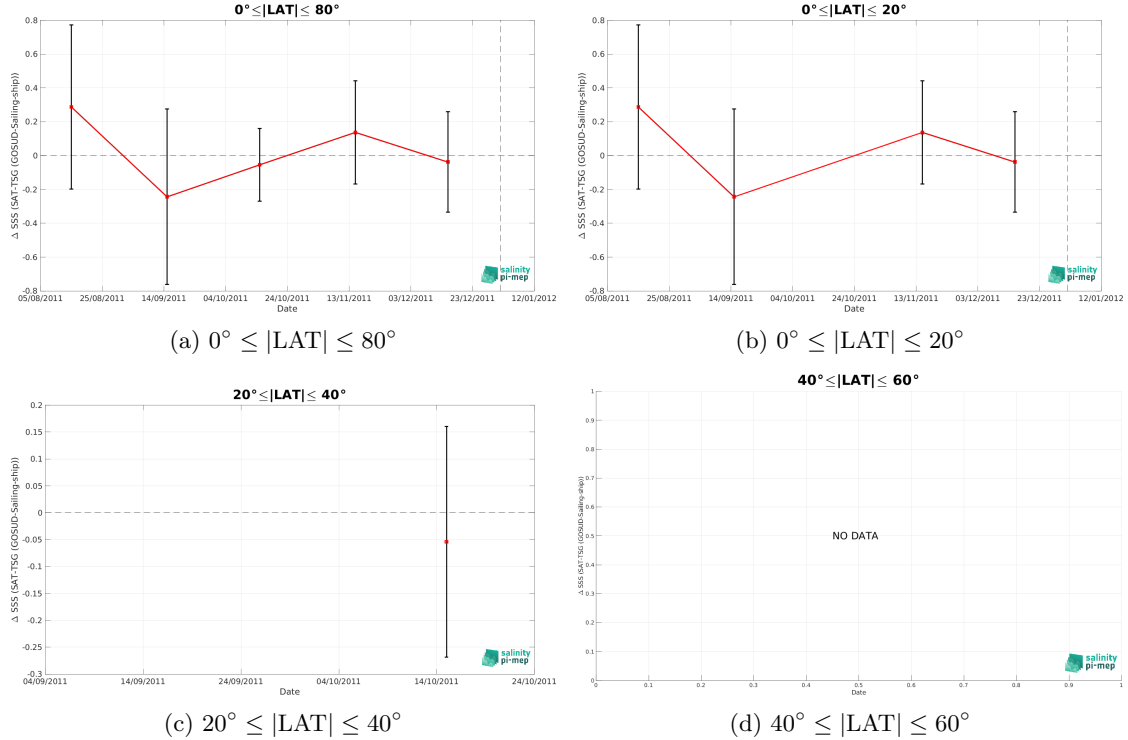 0°≤|LAT|≤ 80°
0.8
0.6
0.4
0.2
0
-0.2
-0.4
-0.6
-0.8
Δ SSS (SAT-TSG (GOSUD-Sailing-ship))
05/08/2011 25/08/2011 14/09/2011 04/10/2011 24/10/2011 13/11/2011 03/12/2011 23/12/2011 12/01/2012
Date
salinity
pi-mep
(a) 0° ≤ |LAT| ≤ 80°
0°≤|LAT|≤ 20°
0.8
0.6
0.4
0.2
0
-0.2
-0.4
-0.6
-0.8
Δ SSS (SAT-TSG (GOSUD-Sailing-ship))
05/08/2011 25/08/2011 14/09/2011 04/10/2011 24/10/2011 13/11/2011 03/12/2011 23/12/2011 12/01/2012
Date
salinity
pi-mep
(b) 0° ≤ |LAT| ≤ 20°
20°≤|LAT|≤ 40°
0.2
0.15
0.1
0.05
0
-0.05
-0.1
-0.15
-0.2
-0.25
-0.3
Δ SSS (SAT-TSG (GOSUD-Sailing-ship))
04/09/2011 14/09/2011 24/09/2011 04/10/2011 14/10/2011 24/10/2011
Date
salinity
pi-mep
(c) 20° ≤ |LAT| ≤ 40°
40°≤|LAT|≤ 60°
1
0.9
0.8
0.7
0.6
0.5
0.4
0.3
0.2
0.1
0
Δ SSS (SAT-TSG (GOSUD-Sailing-ship))
NO DATA
0 0.1 0.2 0.3 0.4 0.5 0.6 0.7 0.8 0.9 1
Date
salinity
pi-mep
(d) 40° ≤ |LAT| ≤ 60°